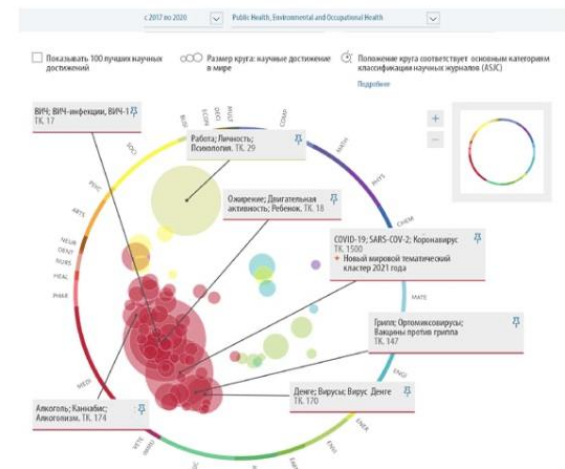 с 2017 по 2020
Public Health, Environmental and Occupational Health
Показывать 100 лучших научных
достижений
Размер круга: научные достижение
в мире
Положение круга соответствует основным категориям
классификации научных журналов (ASJC)
Подробнее
ВИЧ; ВИЧ-инфекции, ВИЧ-1
ТК. 17
Работа; Личность;
Психология. ТК. 29
Ожирение; Двигательная
активность; Ребенок. ТК. 18
COVID-19; SARS-COV-2; Коронавирус
ТК. 1500
+ Новый мировой тематический
кластер 2021 года
Грипп; Ортомиксовирусы;
Вакцины против гриппа
ТК. 147
Денге; Вирусы; Вирус Денге
ТК. 170
Алкоголь; Каннабис;
Алкоголизм. ТК. 174
BUSI
ECON
DECI
MULT
COMP
MATH
PHYS
CHEM
MATE
ENGI
ENER
ENVI
VETE
MEDI
PHAR
HEAL
NURS
DENT
NEUR
ARTS
PSYC
SOCI